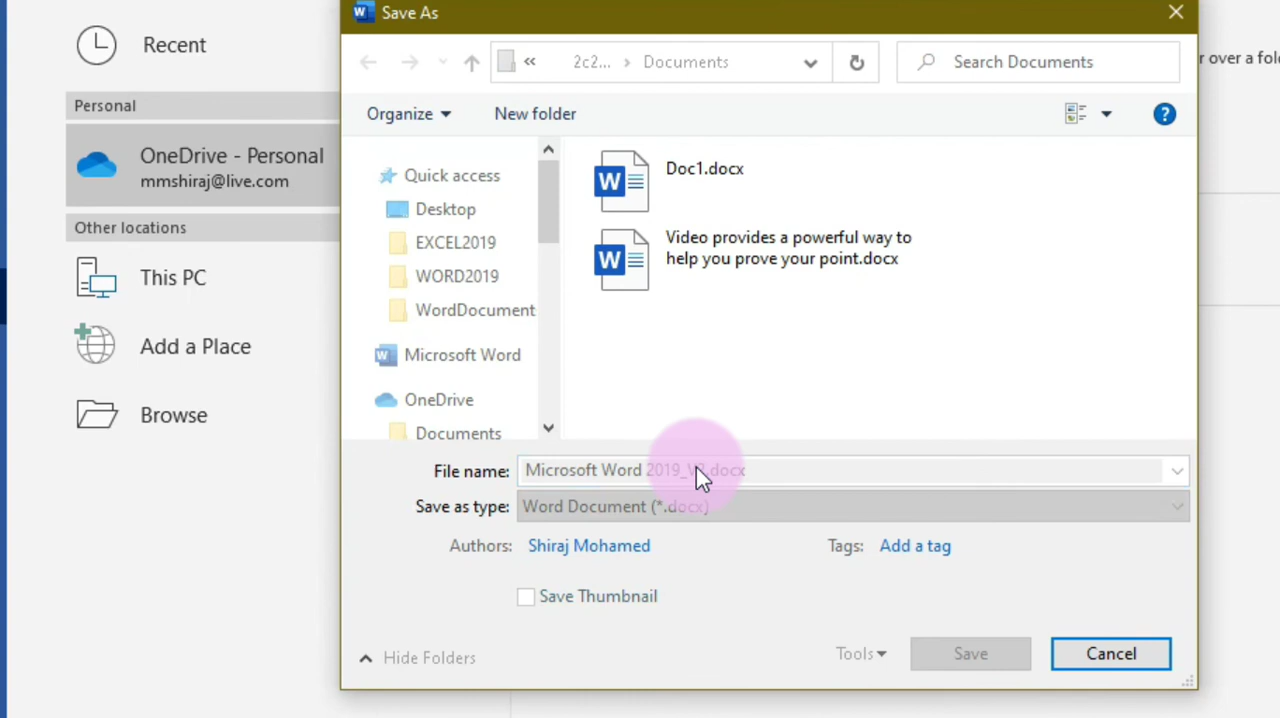 Save As
Recent
Personal
OneDrive - Personal
mmshiraj@live.com
Other locations
This PC
Add a Place
Browse
« 2c2... › Documents
Search Documents
r over a fold
Organize
New folder
Quick access
Desktop
EXCEL2019
WORD2019
WordDocument
Microsoft Word
OneDrive
Documents
Doc1.docx
Video provides a powerful way to
help you prove your point.docx
File name: Microsoft Word 2019_V2.docx
Save as type: Word Document (*.docx)
Authors: Shiraj Mohamed
Tags: Add a tag
Save Thumbnail
Hide Folders
Tools
Save
Cancel